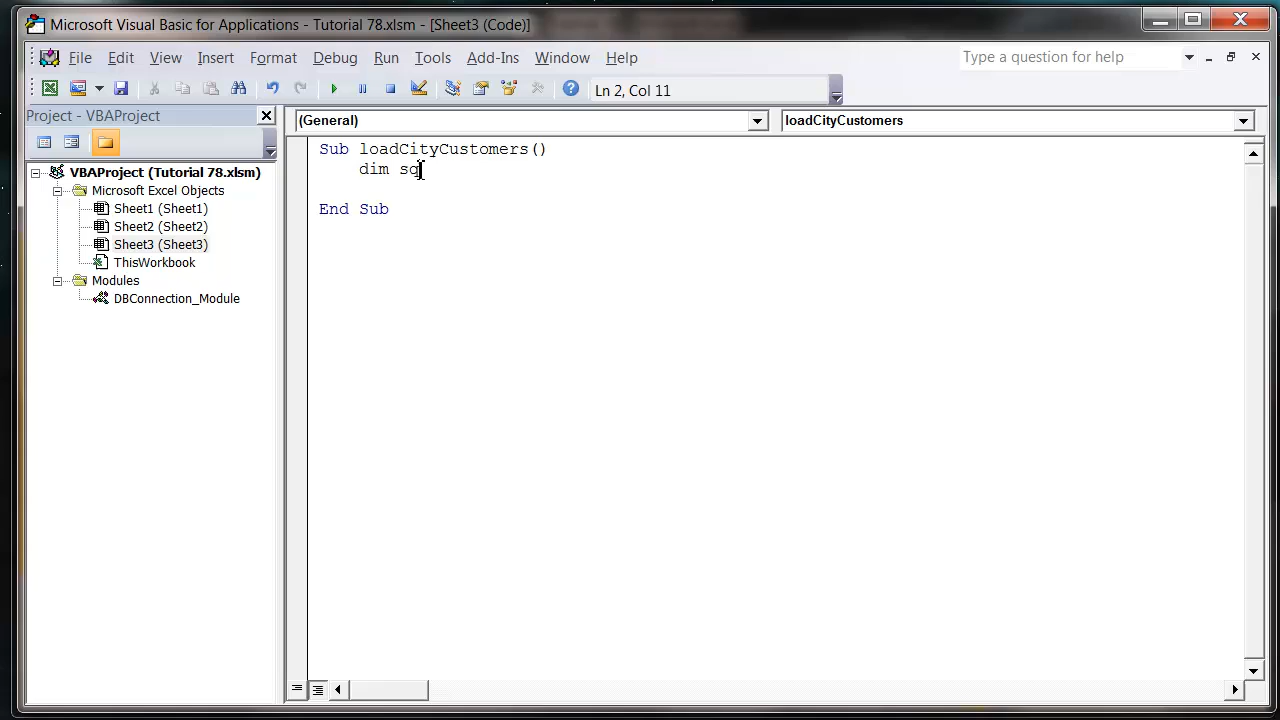 Microsoft Visual Basic for Applications - Tutorial 78.xlsm - [Sheet3 (Code)]
File Edit View Insert Format Debug Run Tools Add-Ins Window Help
Type a question for help
Ln 2, Col 11
Project - VBAProject
(General)
loadCityCustomers
VBAProject (Tutorial 78.xlsm)
Microsoft Excel Objects
Sheet1 (Sheet1)
Sheet2 (Sheet2)
Sheet3 (Sheet3)
ThisWorkbook
Modules
DBConnection_Module
Sub loadCityCustomers()
dim sq
End Sub